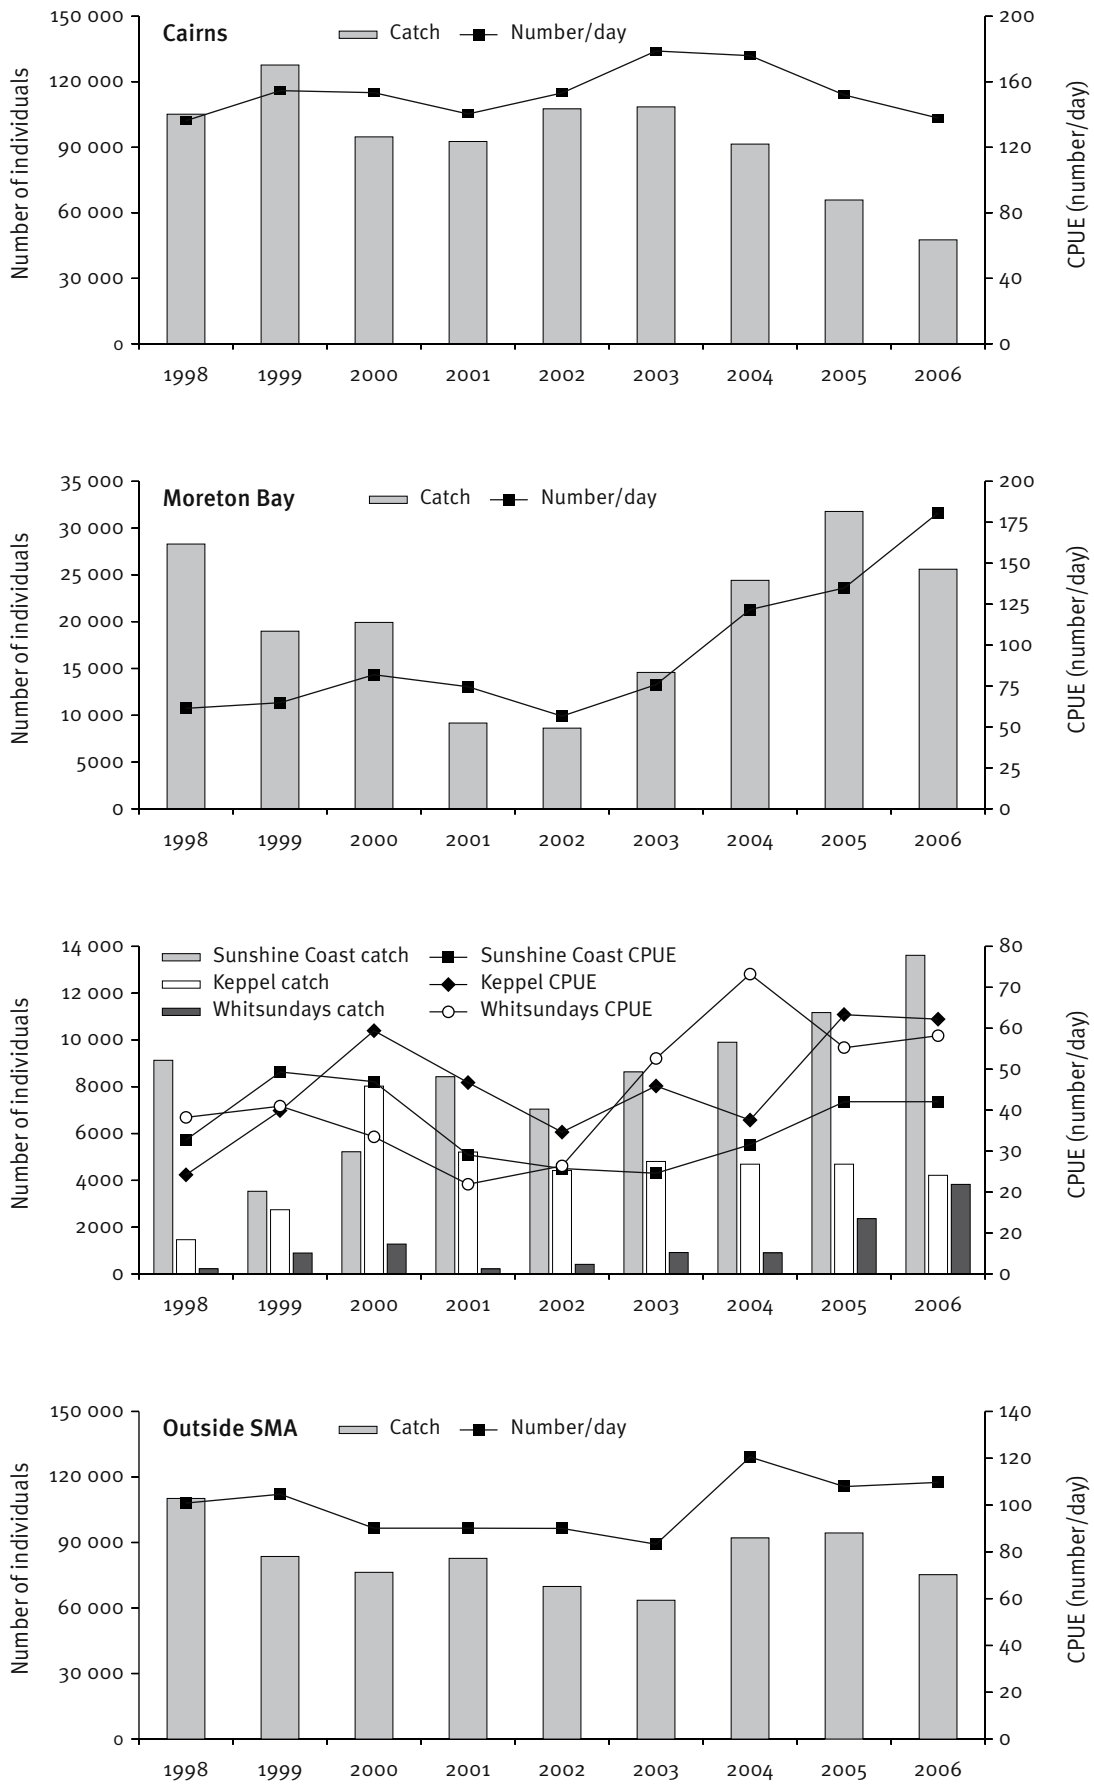 Cairns
Catch
Number/day
Number of individuals
150 000
120 000
90 000
60 000
30 000
0
CPUE (number/day)
200
160
120
80
40
0
1998 1999 2000 2001 2002 2003 2004 2005 2006
Moreton Bay
Catch
Number/day
Number of individuals
35 000
30 000
25 000
20 000
15 000
10 000
5000
0
CPUE (number/day)
200
175
150
125
100
75
50
25
0
1998 1999 2000 2001 2002 2003 2004 2005 2006
Sunshine Coast catch
Keppel catch
Whitsundays catch
Sunshine Coast CPUE
Keppel CPUE
Whitsundays CPUE
Number of individuals
14 000
12 000
10 000
8000
6000
4000
2000
0
CPUE (number/day)
80
70
60
50
40
30
20
20
0
1998 1999 2000 2001 2002 2003 2004 2005 2006
Outside SMA
Catch
Number/day
Number of individuals
150 000
120 000
90 000
60 000
30 000
0
CPUE (number/day)
140
120
100
80
60
40
20
0
1998 1999 2000 2001 2002 2003 2004 2005 2006